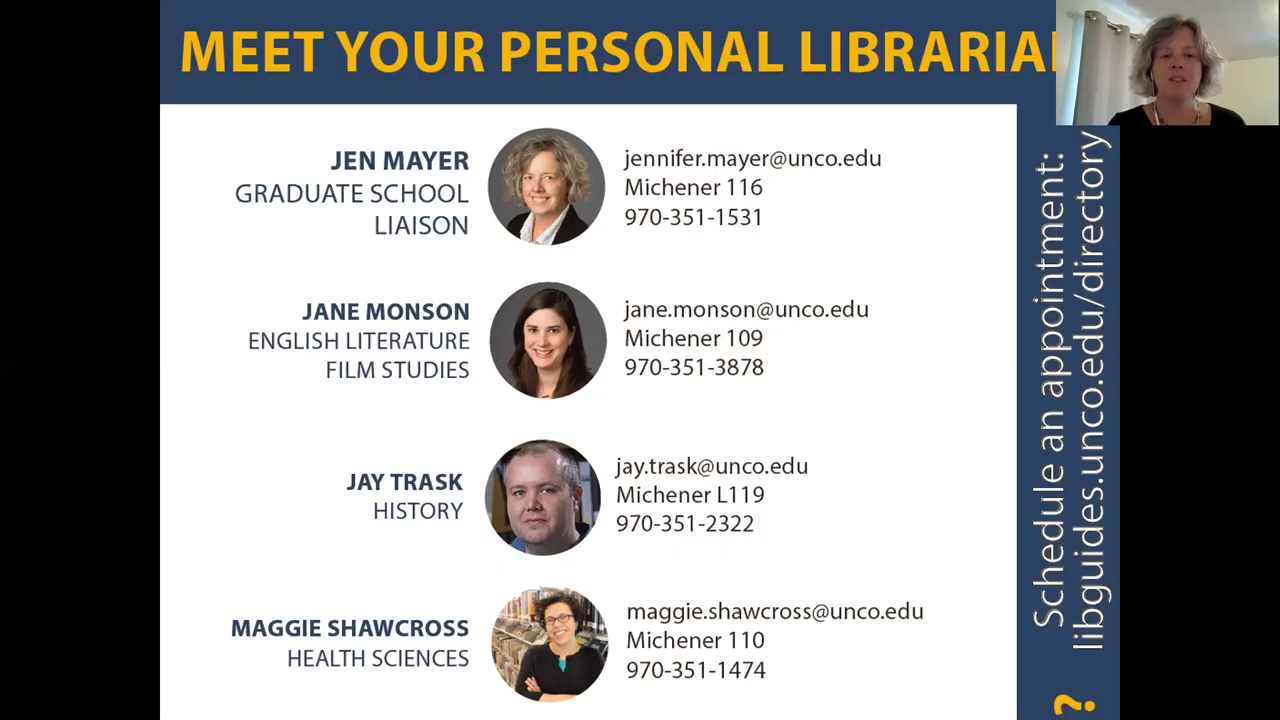 MEET YOUR PERSONAL LIBRARIA
JEN MAYER
GRADUATE SCHOOL
LIAISON
jennifer.mayer@unco.edu
Michener 116
970-351-1531
JANE MONSON
ENGLISH LITERATURE
FILM STUDIES
jane.monson@unco.edu
Michener 109
970-351-3878
JAY TRASK
HISTORY
jay.trask@unco.edu
Michener L119
970-351-2322
MAGGIE SHAWCROSS
HEALTH SCIENCES
maggie.shawcross@unco.edu
Michener 110
970-351-1474
Schedule an appointment:
libguides.unco.edu/directory
?